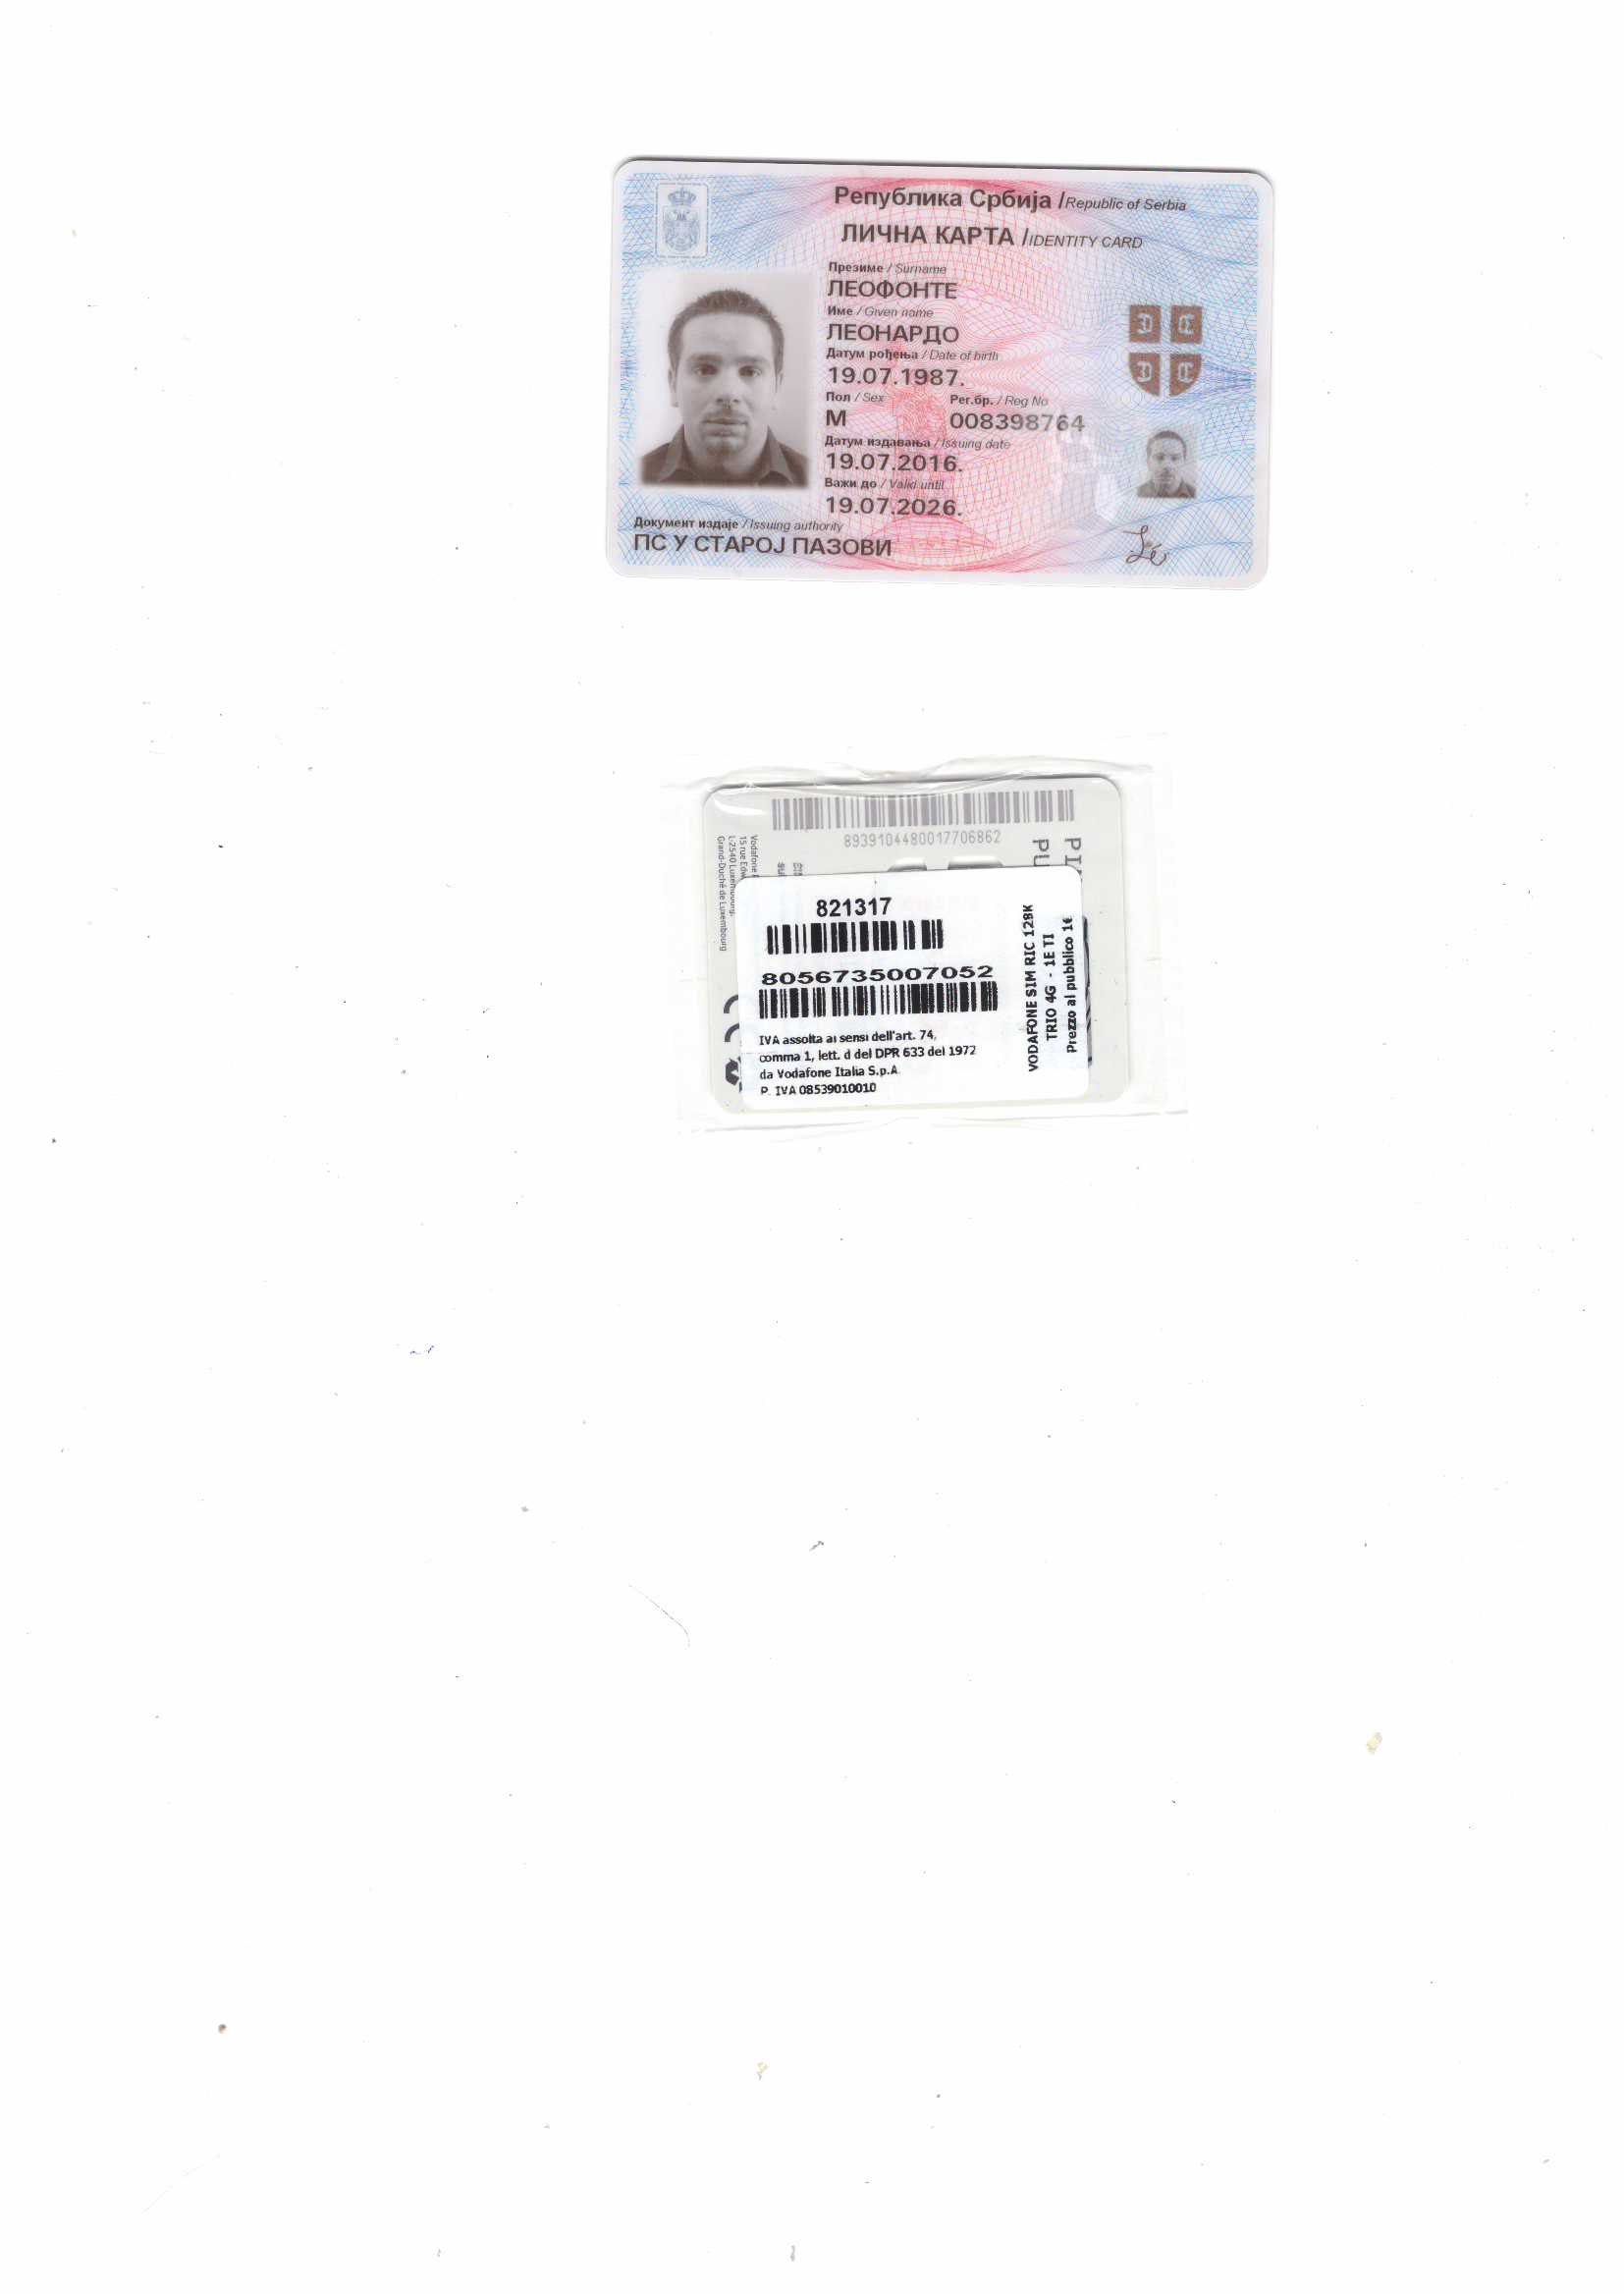 Република Србија /Republic of Serbia
ЛИЧНА КАРТА /IDENTITY CARD
Презиме / Surname
ЛЕОФОНТЕ
Име / Given name
ЛЕОНАРДО
Датум рођења / Date of birth
19.07.1987.
Пол / Sex Рег.бр. / Reg No
М 008398764
Датум издавања / Issuing date
19.07.2016.
Важи до / Valid until
19.07.2026.
Документ издаје / Issuing authority
ПС У СТАРОЈ ПАЗОВИ
8939104480017706862
PU
Vodafone
15 rue
L-2540 Luxembourg,
Grand-Duché de Luxembourg
821317
8056735007052
IVA assolta ai sensi dell'art. 74,
comma 1, lett. d del DPR 633 del 1972
da Vodafone Italia S.p.A.
P. IVA 08539010010
VODAFONE SIM RIC 128K
TRIO 4G - 1E TI
Prezzo al pubblico 1€